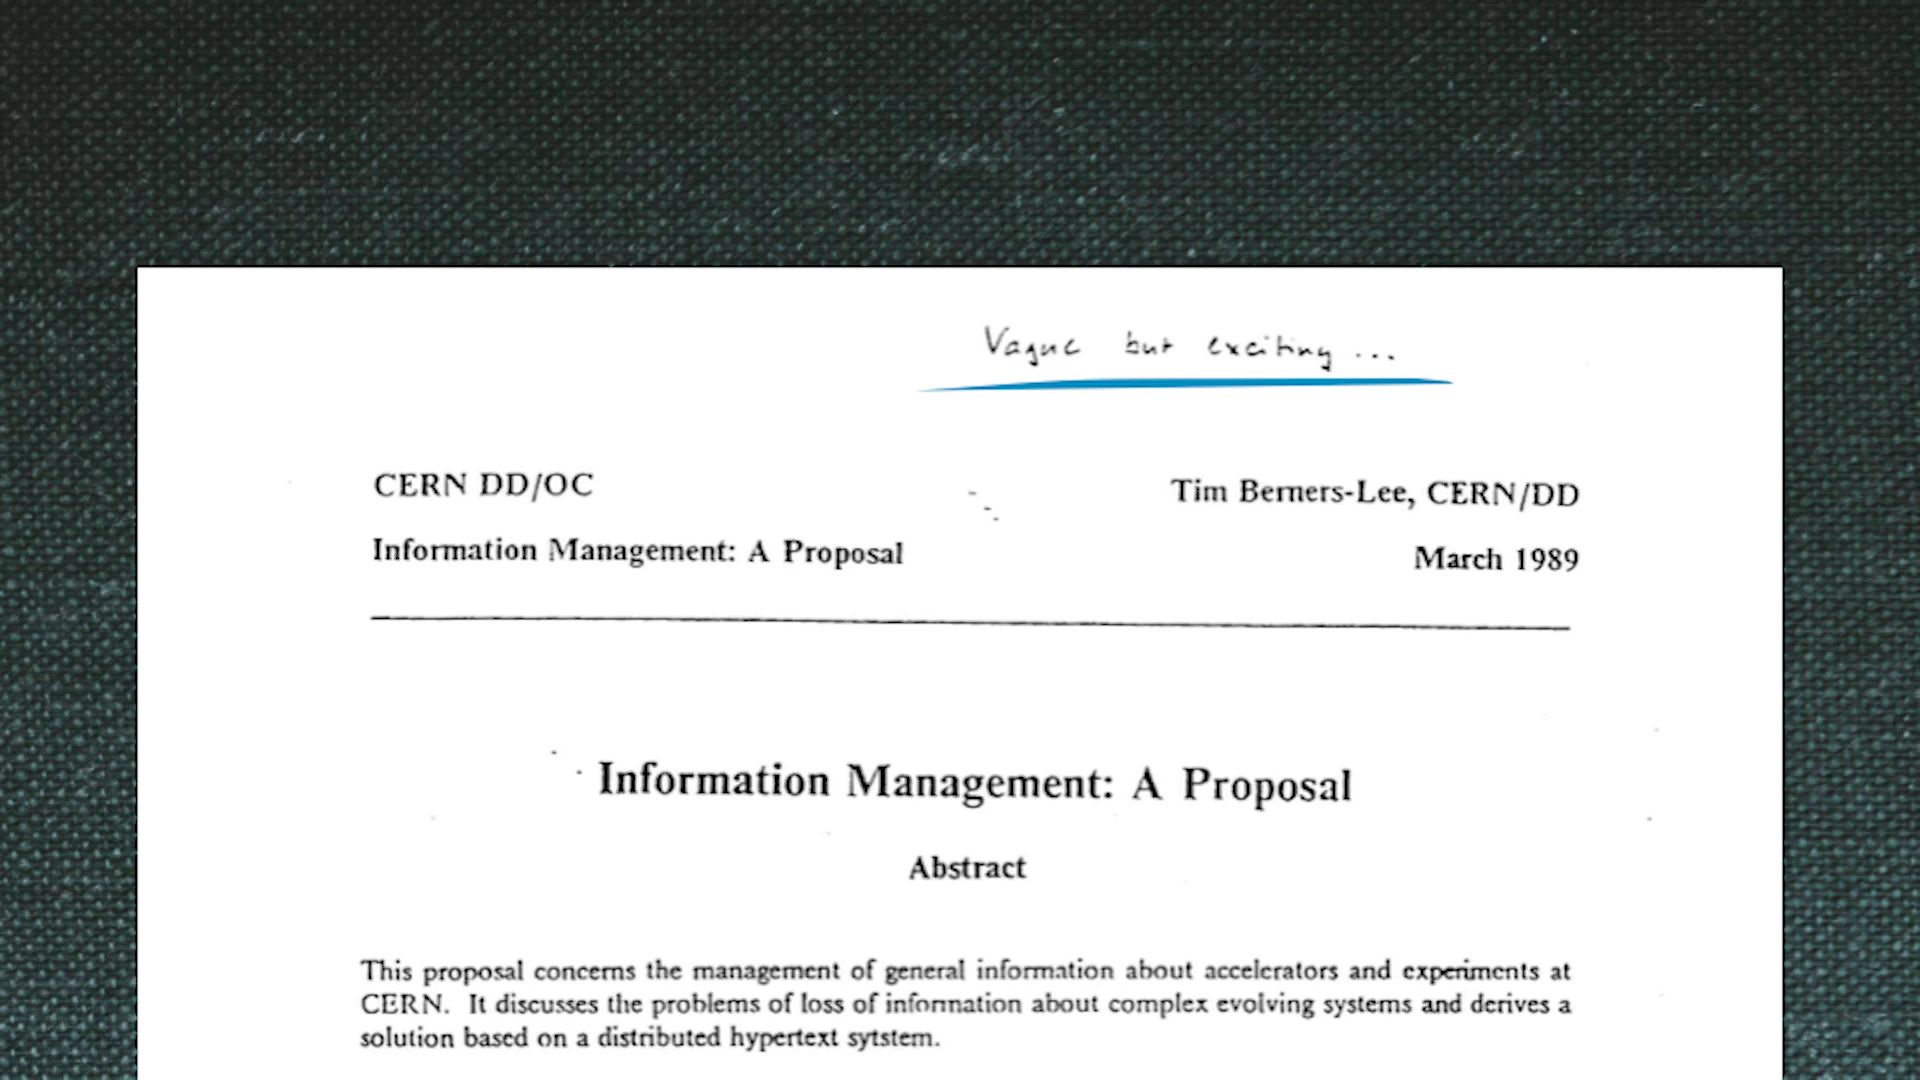 Vague but exciting ...
CERN DD/OC
Tim Berners-Lee, CERN/DD
Information Management: A Proposal
March 1989
Information Management: A Proposal
Abstract
This proposal concerns the management of general information about accelerators and experiments at
CERN. It discusses the problems of loss of information about complex evolving systems and derives a
solution based on a distributed hypertext sytstem.